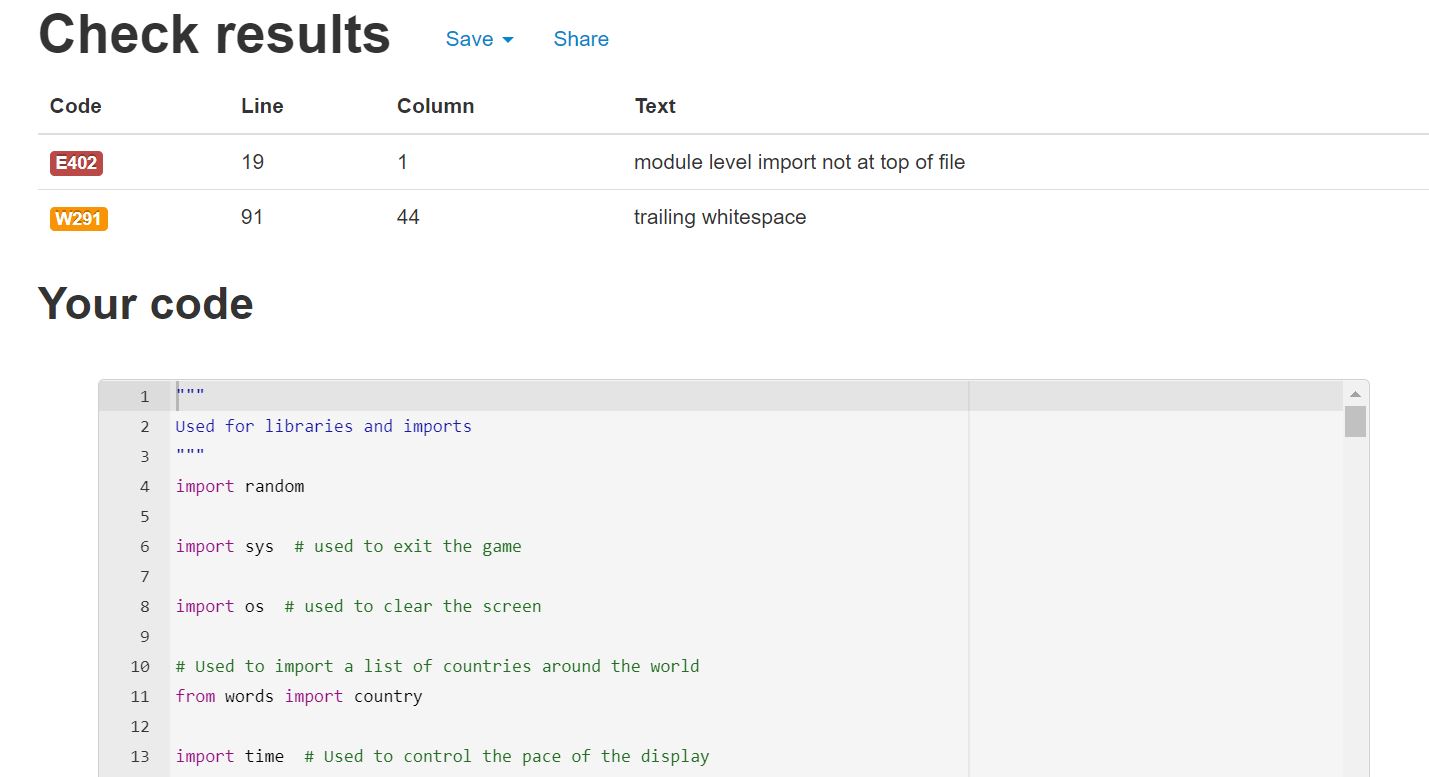 Check results Save Share
Code Line Column Text
E402 19 1 module level import not at top of file
W291 91 44 trailing whitespace
Your code
1 """
2 Used for libraries and imports
3 """
4 import random
5
6 import sys  # used to exit the game
7
8 import os  # used to clear the screen
9
10 # Used to import a list of countries around the world
11 from words import country
12
13 import time  # Used to control the pace of the display